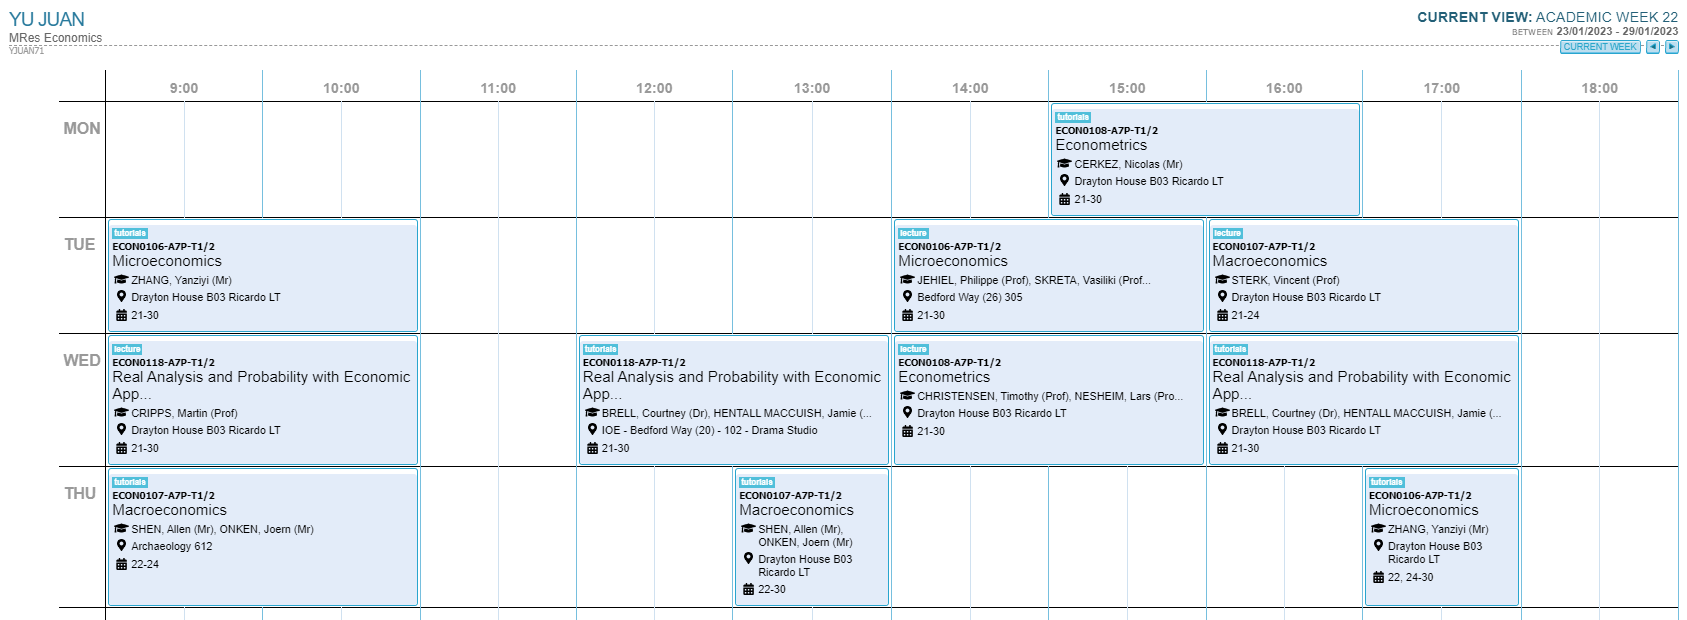 YU JUAN
MRes Economics
YJUAN71
CURRENT VIEW: ACADEMIC WEEK 22
BETWEEN 23/01/2023 - 29/01/2023
CURRENT WEEK
9:00 10:00 11:00 12:00 13:00 14:00 15:00 16:00 17:00 18:00
MON
tutorials
ECON0108-A7P-T1/2
Econometrics
CERKEZ, Nicolas (Mr)
Drayton House B03 Ricardo LT
21-30
TUE
tutorials
ECON0106-A7P-T1/2
Microeconomics
ZHANG, Yanziyi (Mr)
Drayton House B03 Ricardo LT
21-30
lecture
ECON0106-A7P-T1/2
Microeconomics
JEHIEL, Philippe (Prof), SKRETA, Vasiliki (Prof...
Bedford Way (26) 305
21-30
lecture
ECON0107-A7P-T1/2
Macroeconomics
STERK, Vincent (Prof)
Drayton House B03 Ricardo LT
21-24
WED
lecture
ECON0118-A7P-T1/2
Real Analysis and Probability with Economic
App...
CRIPPS, Martin (Prof)
Drayton House B03 Ricardo LT
21-30
tutorials
ECON0118-A7P-T1/2
Real Analysis and Probability with Economic
App...
BRELL, Courtney (Dr), HENTALL MACCUISH, Jamie (...
IOE - Bedford Way (20) - 102 - Drama Studio
21-30
lecture
ECON0108-A7P-T1/2
Econometrics
CHRISTENSEN, Timothy (Prof), NESHEIM, Lars (Pro...
Drayton House B03 Ricardo LT
21-30
tutorials
ECON0118-A7P-T1/2
Real Analysis and Probability with Economic
App...
BRELL, Courtney (Dr), HENTALL MACCUISH, Jamie (...
Drayton House B03 Ricardo LT
21-30
THU
tutorials
ECON0107-A7P-T1/2
Macroeconomics
SHEN, Allen (Mr), ONKEN, Joern (Mr)
Archaeology 612
22-24
tutorials
ECON0107-A7P-T1/2
Macroeconomics
SHEN, Allen (Mr),
ONKEN, Joern (Mr)
Drayton House B03
Ricardo LT
22-30
tutorials
ECON0106-A7P-T1/2
Microeconomics
ZHANG, Yanziyi (Mr)
Drayton House B03
Ricardo LT
22, 24-30